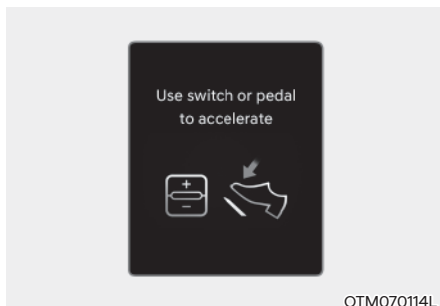 Use switch or pedal
to accelerate
+
−
OTM070114L